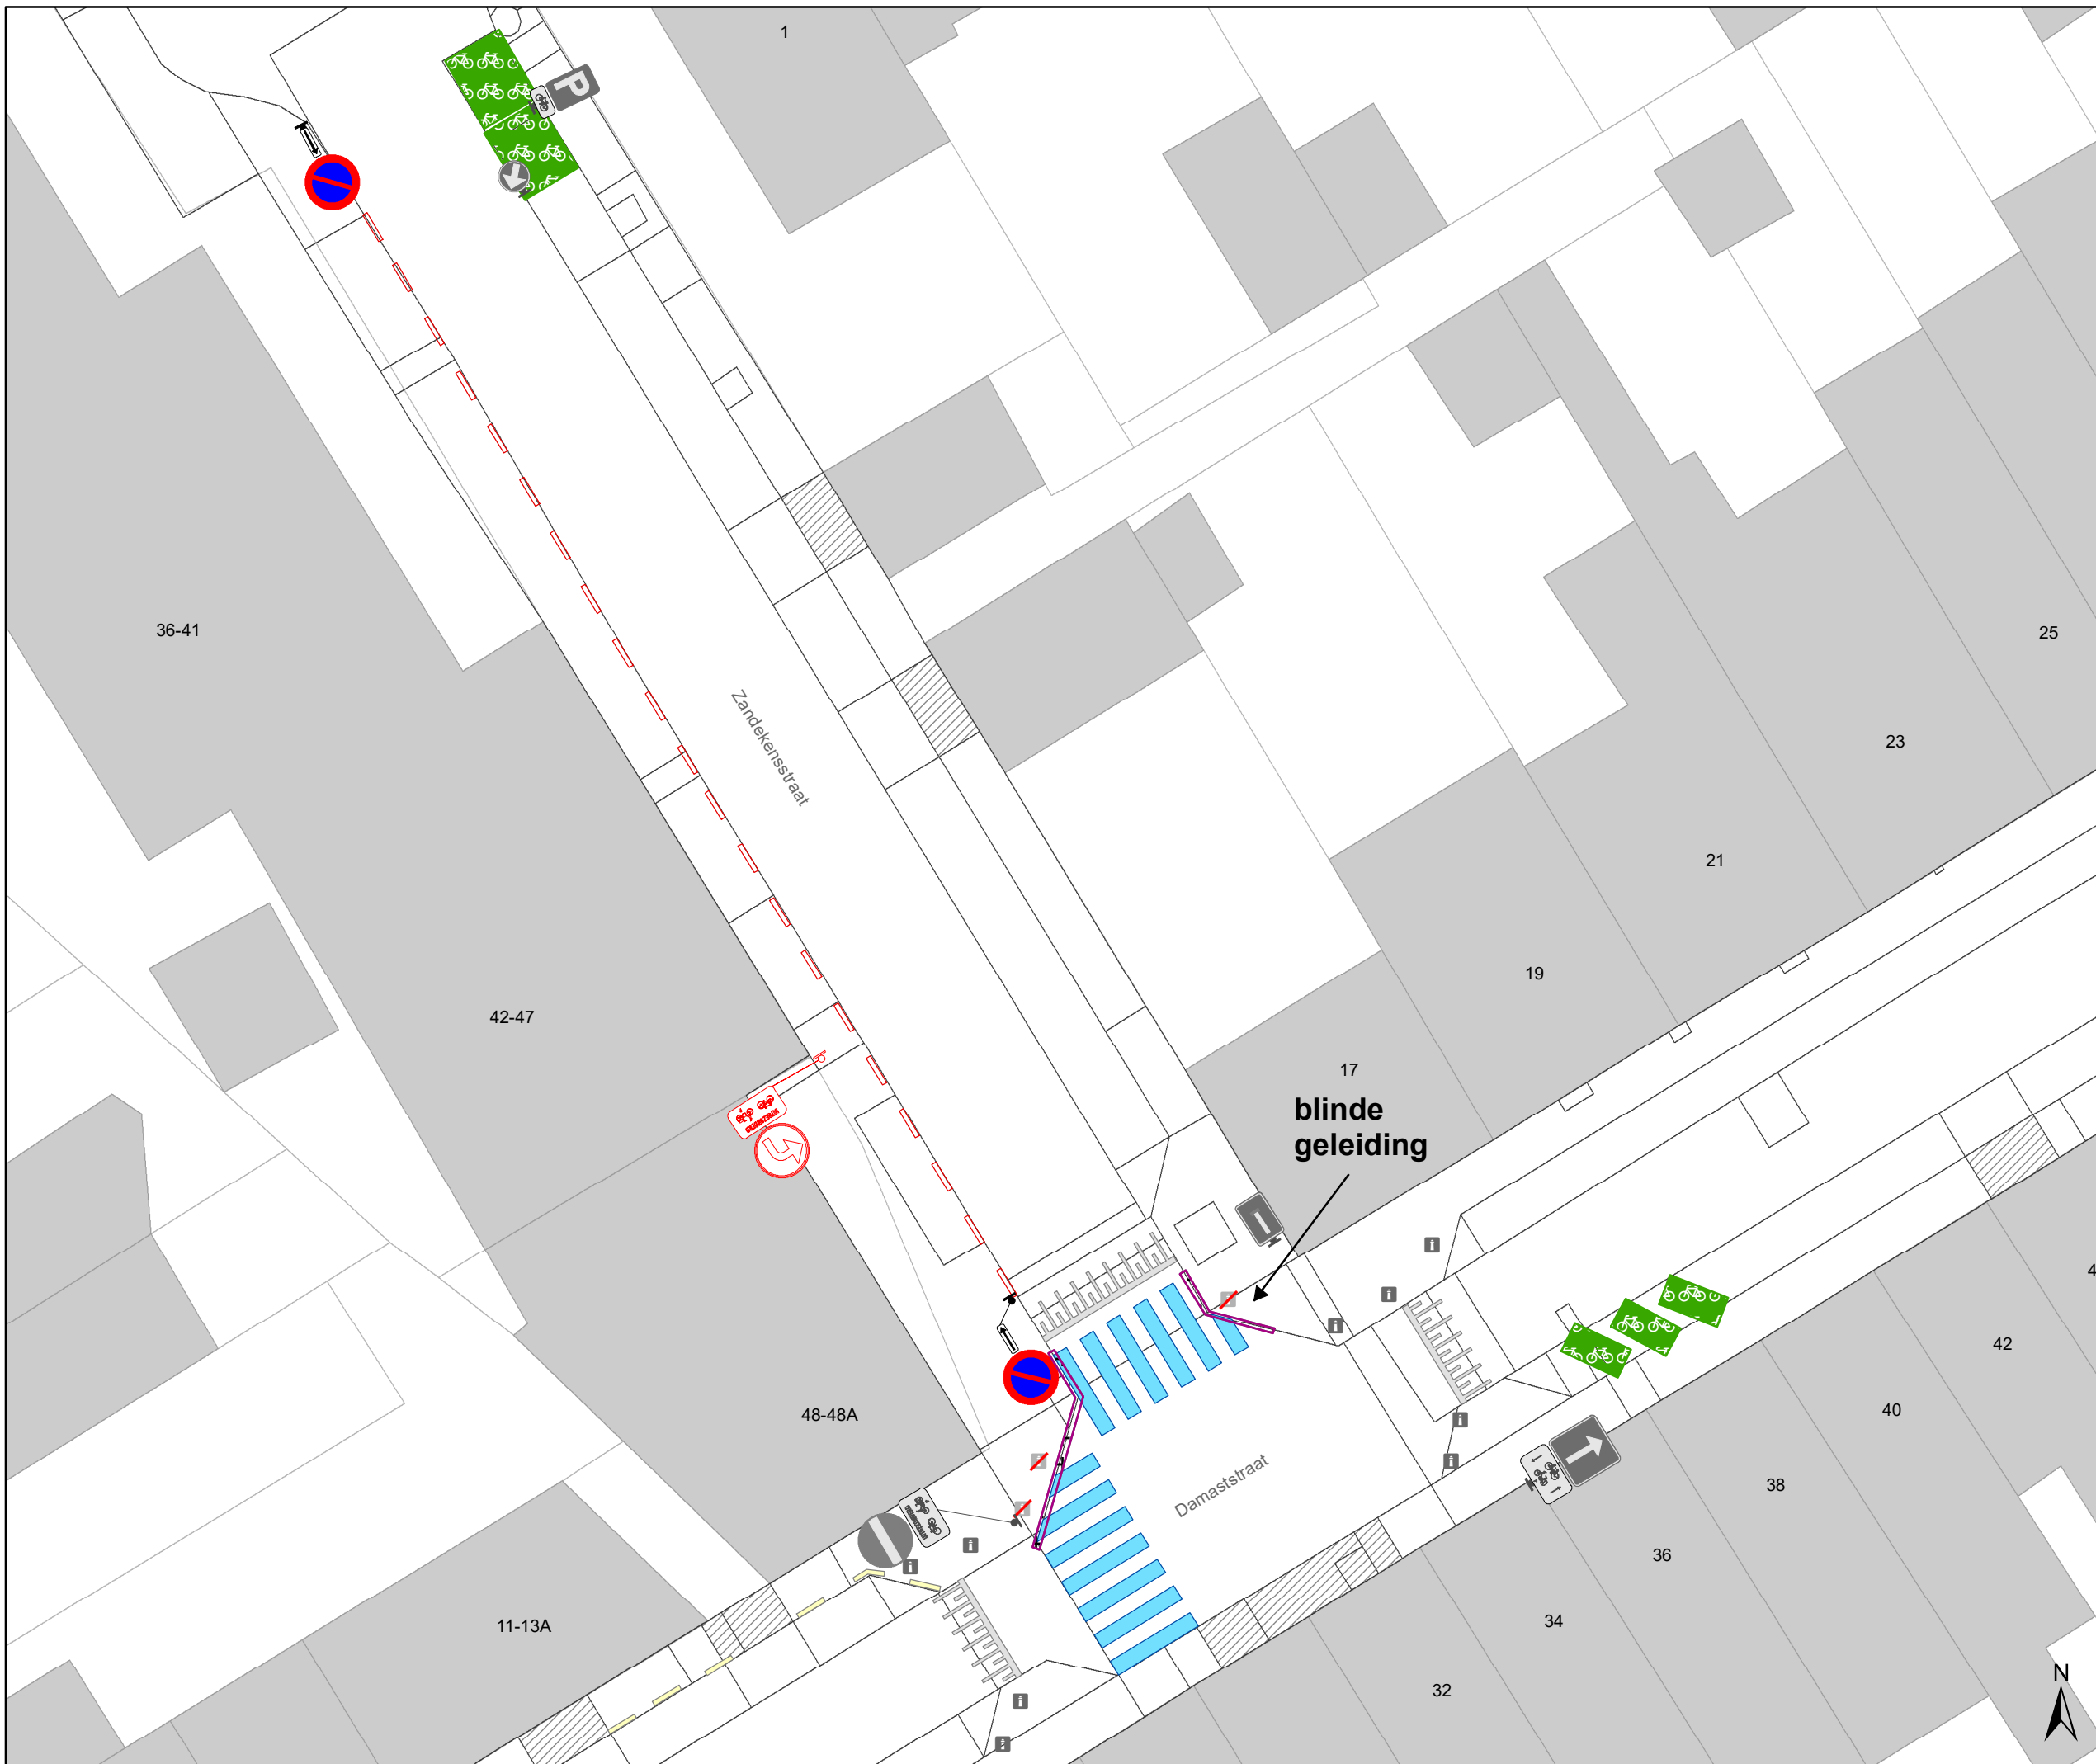 1
P
36-41
25
Zandekensstraat
23
21
19
42-47
17
blinde
geleiding
42
48-48A
40
Damaststraat
38
36
11-13A
34
32
N